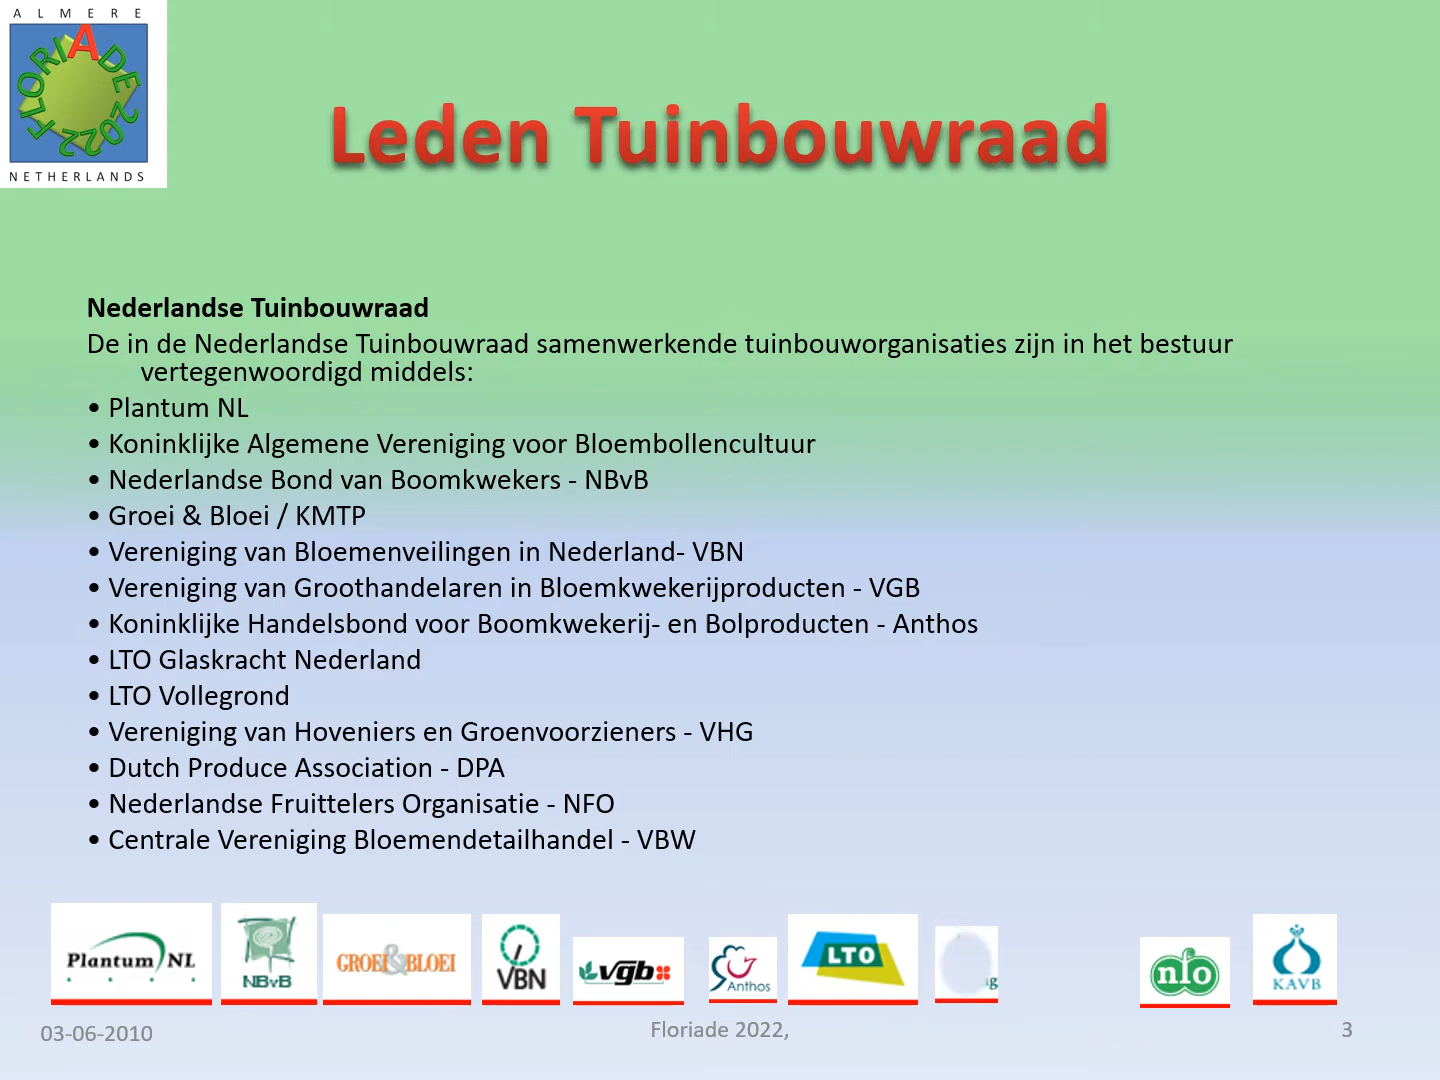 ALMERE
FLORIADE 2022
NETHERLANDS
Leden Tuinbouwraad
Nederlandse Tuinbouwraad
De in de Nederlandse Tuinbouwraad samenwerkende tuinbouworganisaties zijn in het bestuur
vertegenwoordigd middels:
• Plantum NL
• Koninklijke Algemene Vereniging voor Bloembollencultuur
• Nederlandse Bond van Boomkwekers - NBvB
• Groei & Bloei / KMTP
• Vereniging van Bloemenveilingen in Nederland- VBN
• Vereniging van Groothandelaren in Bloemkwekerijproducten - VGB
• Koninklijke Handelsbond voor Boomkwekerij- en Bolproducten - Anthos
• LTO Glaskracht Nederland
• LTO Vollegrond
• Vereniging van Hoveniers en Groenvoorzieners - VHG
• Dutch Produce Association - DPA
• Nederlandse Fruittelers Organisatie - NFO
• Centrale Vereniging Bloemendetailhandel - VBW
Plantum NL
NBvB
GROEI&BLOEI
VBN
vgb
Anthos
LTO
nfo
KAVB
03-06-2010
Floriade 2022,
3